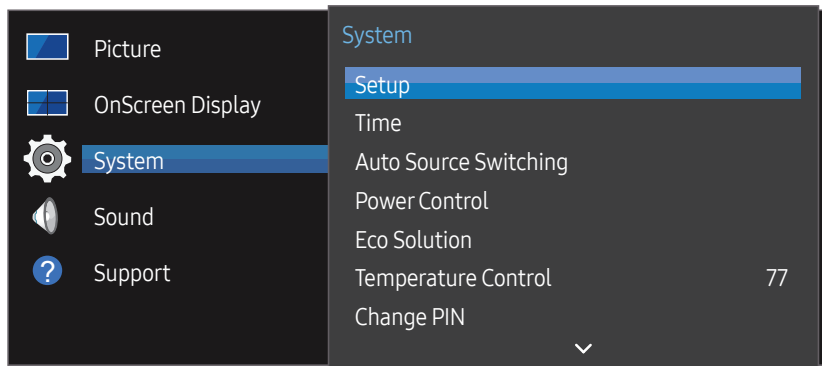 Picture
OnScreen Display
System
Sound
?
Support
System
Setup
Time
Auto Source Switching
Power Control
Eco Solution
Temperature Control 77
Change PIN